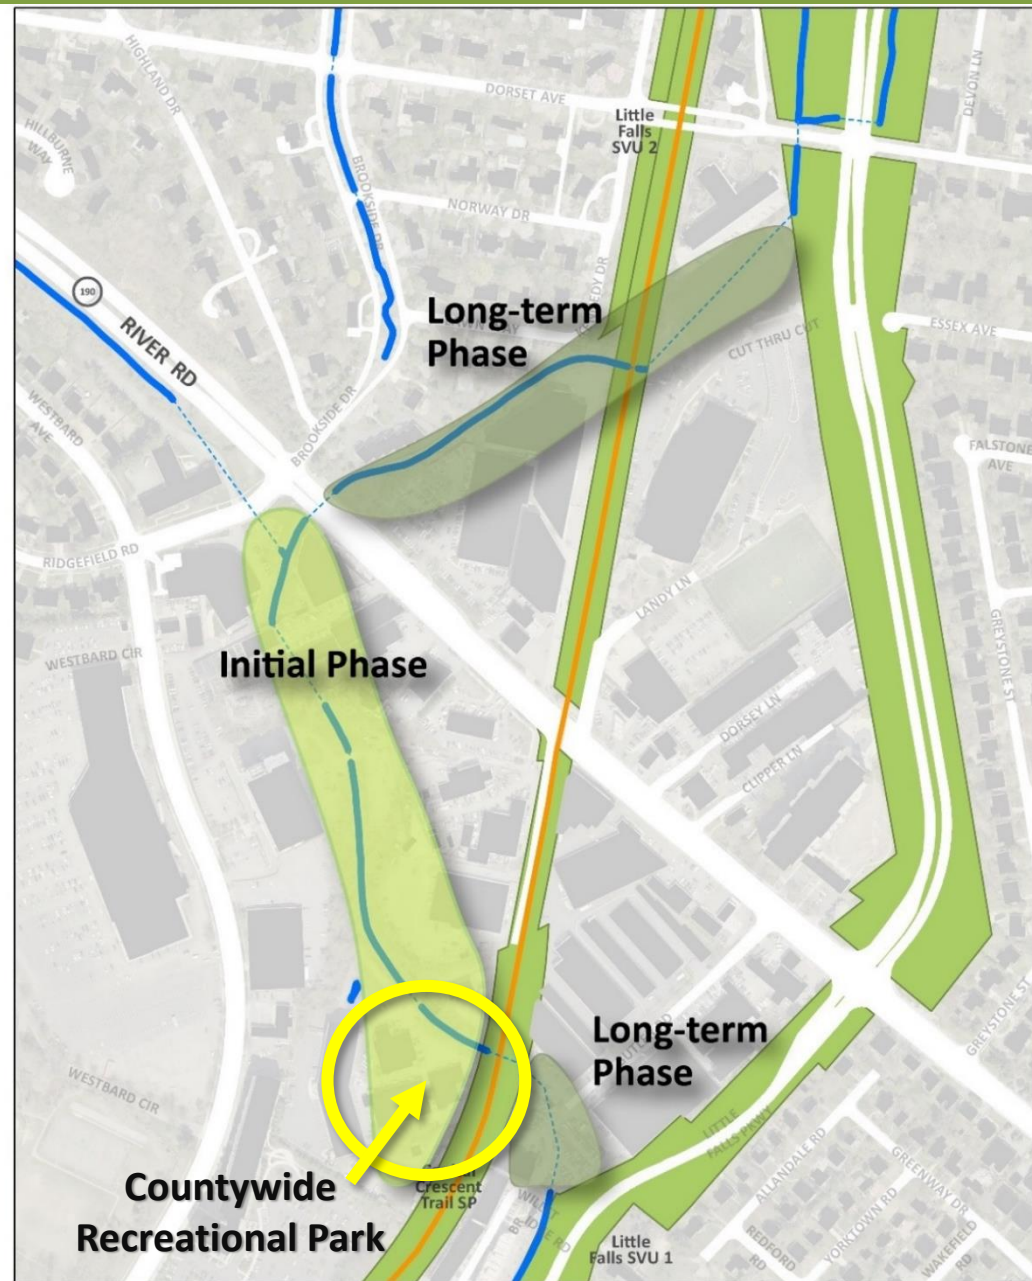 HIGHLAND DR
DORSET AVE
DEVON LN
HILLBURNE
WAY
Little
Falls
SVU 2
BROOKSIDE DR
NORWAY DR
190
RIVER RD
Long-term
Phase
ESSEX AVE
CUT THRU CUT
WESTBARD
AVE
BROOKSIDE DR
FALSTONE
AVE
RIDGEFIELD RD
LANDY LN
GREYSTONE ST
WESTBARD CIR
Initial Phase
DORSEY LN
CLIPPER LN
Long-term
Phase
GREYSTONE ST
WESTBARD CIR
LITTLE
FALLS PKWY
ALLANDALE RD
GREENWAY DR
Countywide
Recreational Park
Crescent
Trail SP
YORKTOWN RD
REDFORD
RD
WAKEFIELD
RD
Little
Falls SVU 1